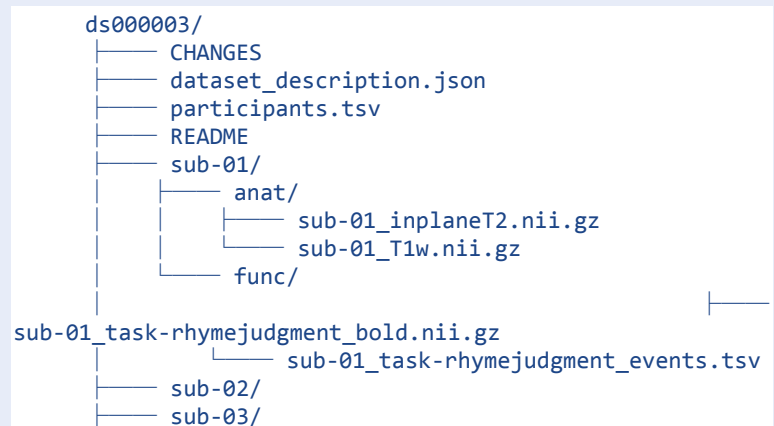 ds000003/
├── CHANGES
├── dataset_description.json
├── participants.tsv
├── README
├── sub-01/
│   ├── anat/
│   │   ├── sub-01_inplaneT2.nii.gz
│   │   └── sub-01_T1w.nii.gz
│   └── func/
│       ├──
sub-01_task-rhymejudgment_bold.nii.gz
│       └── sub-01_task-rhymejudgment_events.tsv
├── sub-02/
├── sub-03/